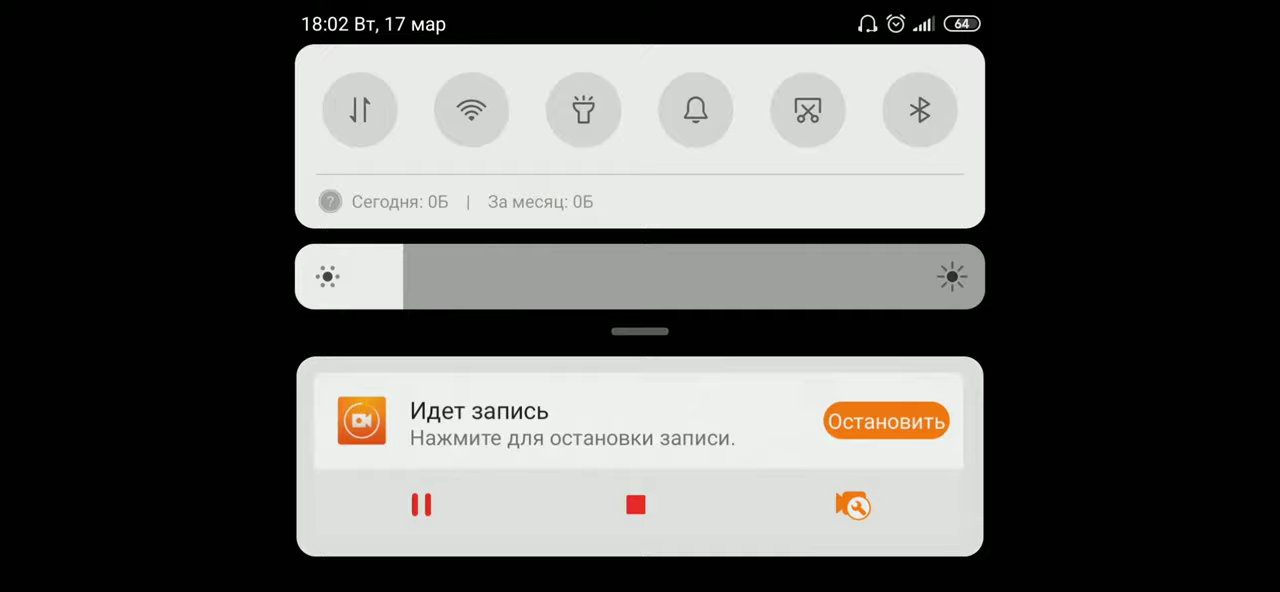 18:02 Вт, 17 мар
64
Сегодня: 0Б | За месяц: 0Б
Идет запись
Нажмите для остановки записи.
Остановить